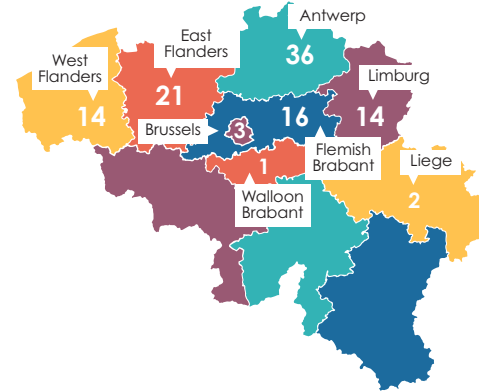 Antwerp
36
East
Flanders
21
West
Flanders
14
Limburg
14
Brussels
3
16
Flemish
Brabant
Liege
2
1
Walloon
Brabant